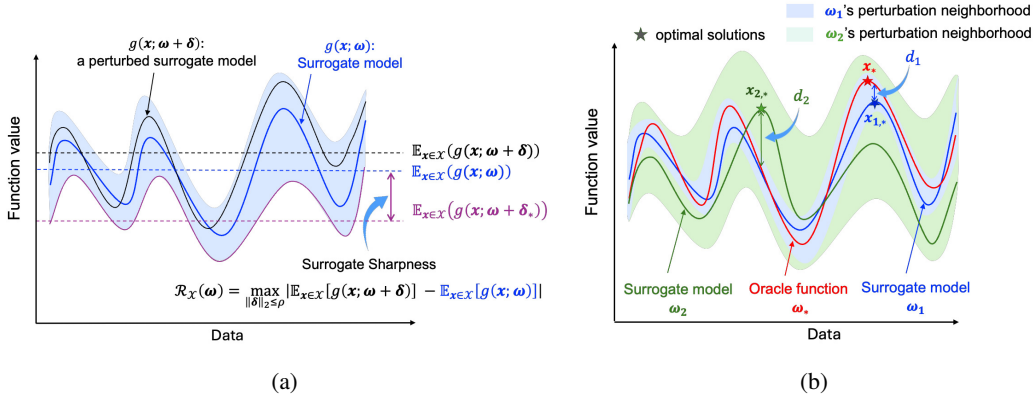 g(x; ω + δ):
a perturbed surrogate model
g(x; ω):
Surrogate model
Function value
𝔼ₓ∈𝒳(g(x; ω + δ))
𝔼ₓ∈𝒳(g(x; ω))
𝔼ₓ∈𝒳(g(x; ω + δ∗))
Surrogate Sharpness
ℛ_𝒳(ω) = max_{‖δ‖₂≤ρ} |𝔼ₓ∈𝒳[g(x; ω + δ)] − 𝔼ₓ∈𝒳[g(x; ω)]|
Data
(a)
optimal solutions
ω₁'s perturbation neighborhood
ω₂'s perturbation neighborhood
Function value
x₂,∗
d₂
x∗
d₁
x₁,∗
Surrogate model
ω₂
Oracle function
ω∗
Surrogate model
ω₁
Data
(b)